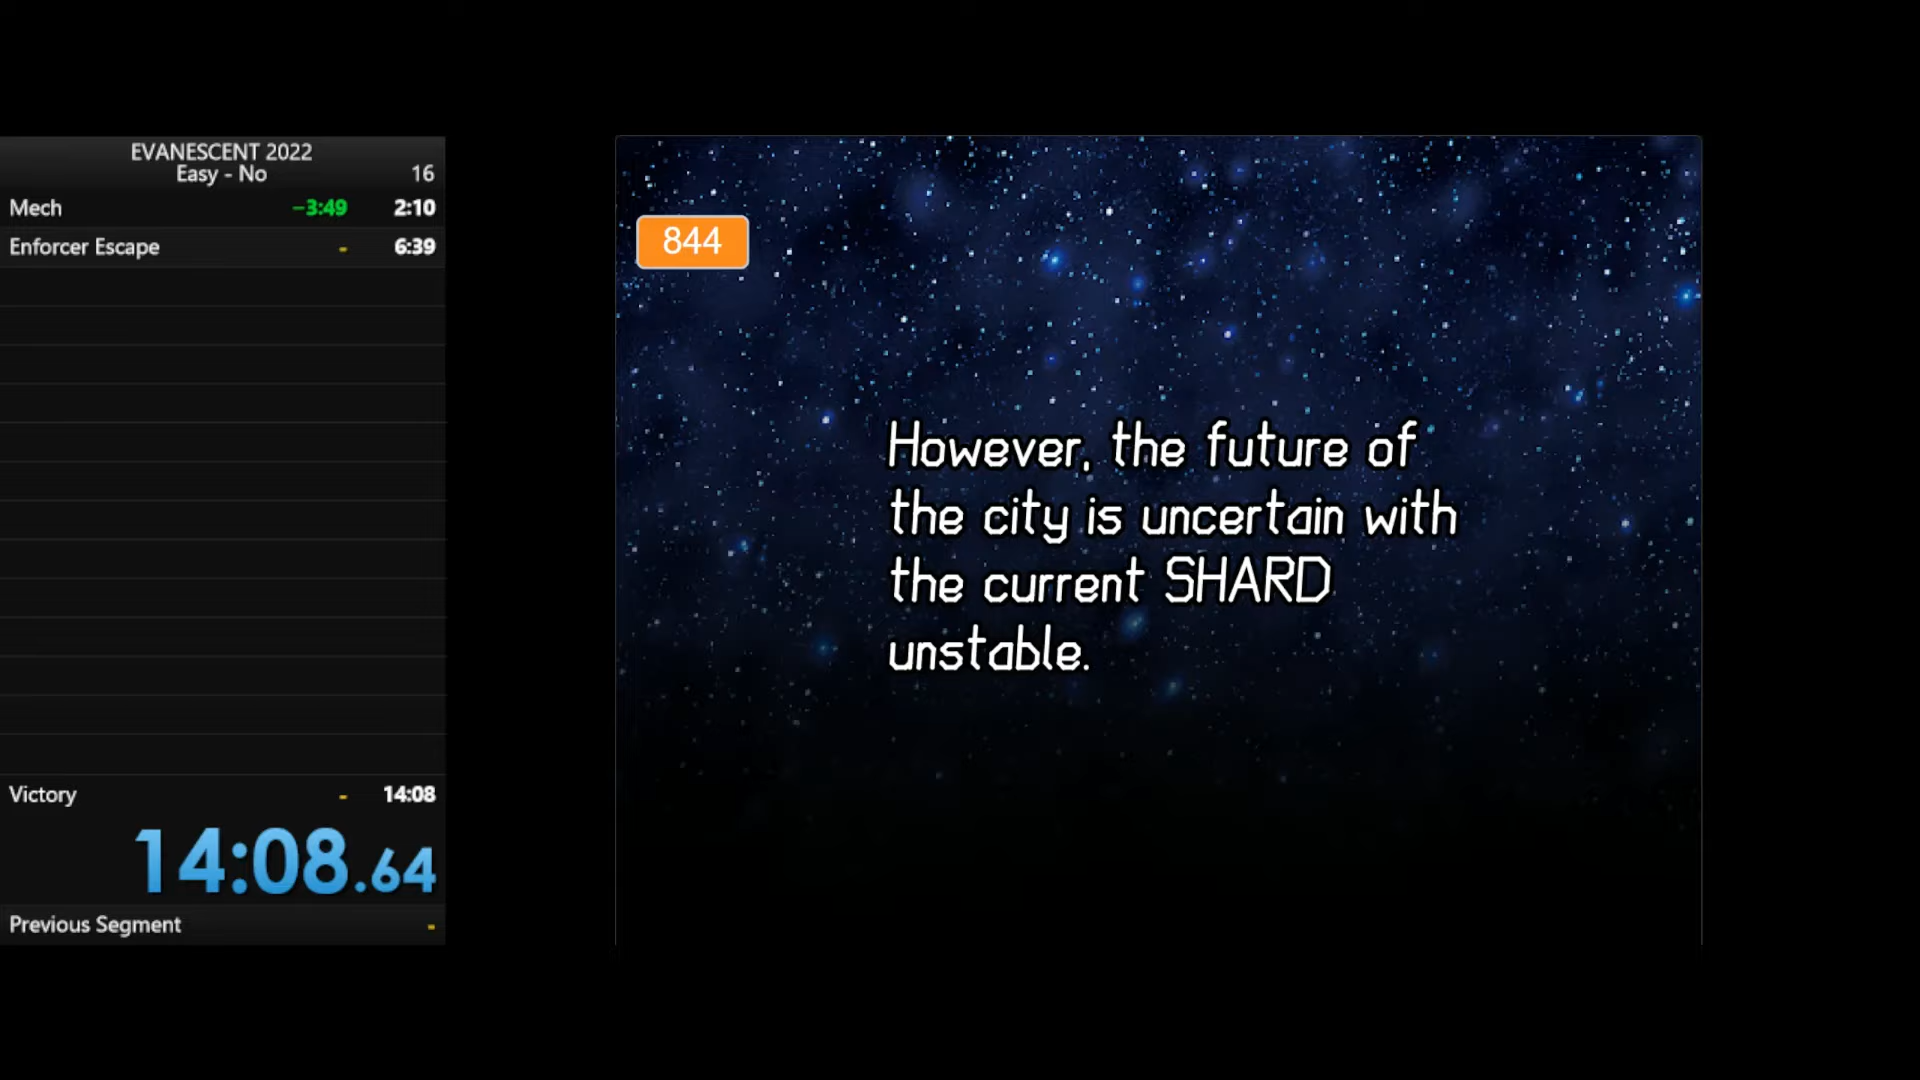 EVANESCENT 2022
Easy - No 16
Mech −3:49 2:10
Enforcer Escape - 6:39
Victory - 14:08
14:08.64
Previous Segment -
844
However, the future of
the city is uncertain with
the current SHARD
unstable.